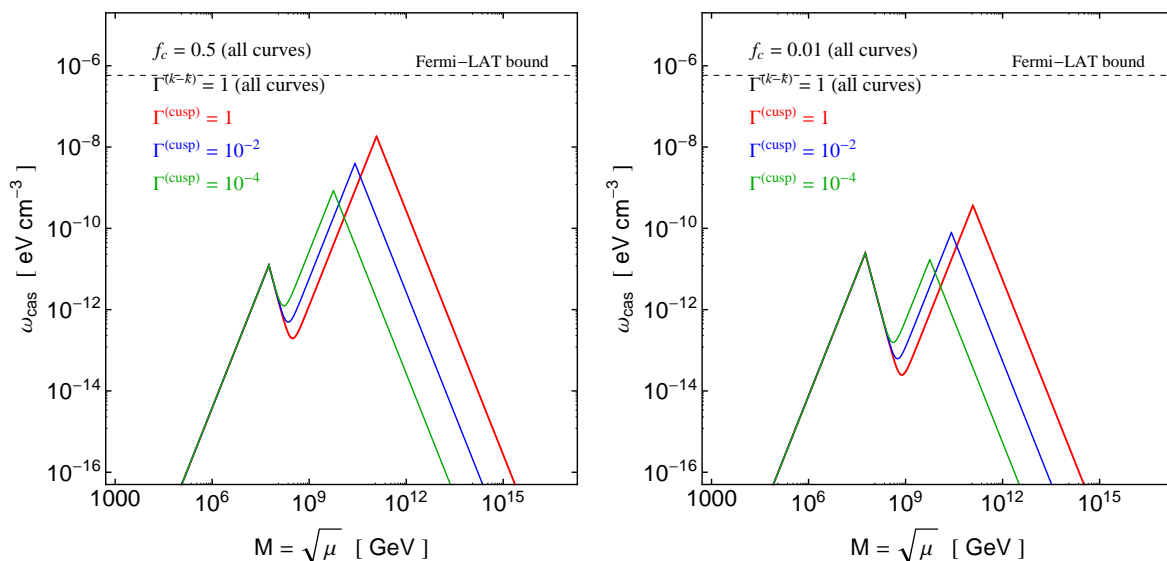 f_c = 0.5 (all curves)
Fermi−LAT bound
Γ^(k−k) = 1 (all curves)
Γ^(cusp) = 1
Γ^(cusp) = 10^−2
Γ^(cusp) = 10^−4
ω_cas [ eV cm^−3 ]
10^−6
10^−8
10^−10
10^−12
10^−14
10^−16
1000 10^6 10^9 10^12 10^15
M = √μ [ GeV ]
f_c = 0.01 (all curves)
Fermi−LAT bound
Γ^(k−k) = 1 (all curves)
Γ^(cusp) = 1
Γ^(cusp) = 10^−2
Γ^(cusp) = 10^−4
ω_cas [ eV cm^−3 ]
10^−6
10^−8
10^−10
10^−12
10^−14
10^−16
1000 10^6 10^9 10^12 10^15
M = √μ [ GeV ]